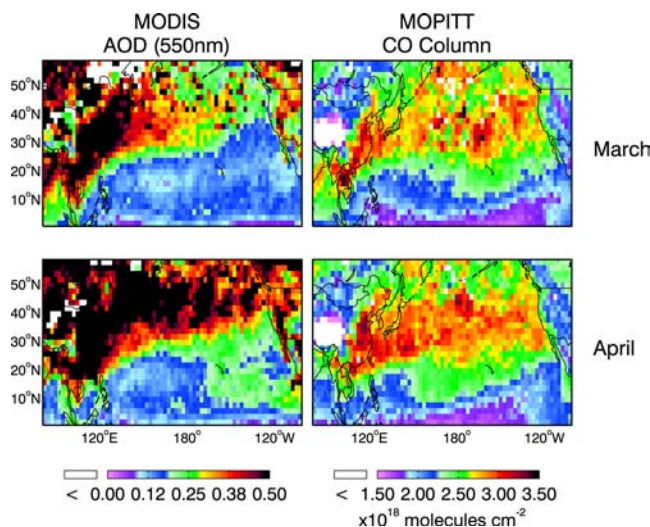 MODIS
AOD (550nm)
MOPITT
CO Column
50°N
40°N
30°N
20°N
10°N
March
50°N
40°N
30°N
20°N
10°N
April
120°E 180° 120°W
120°E 180° 120°W
< 0.00 0.12 0.25 0.38 0.50
< 1.50 2.00 2.50 3.00 3.50
x10¹⁸ molecules cm⁻²